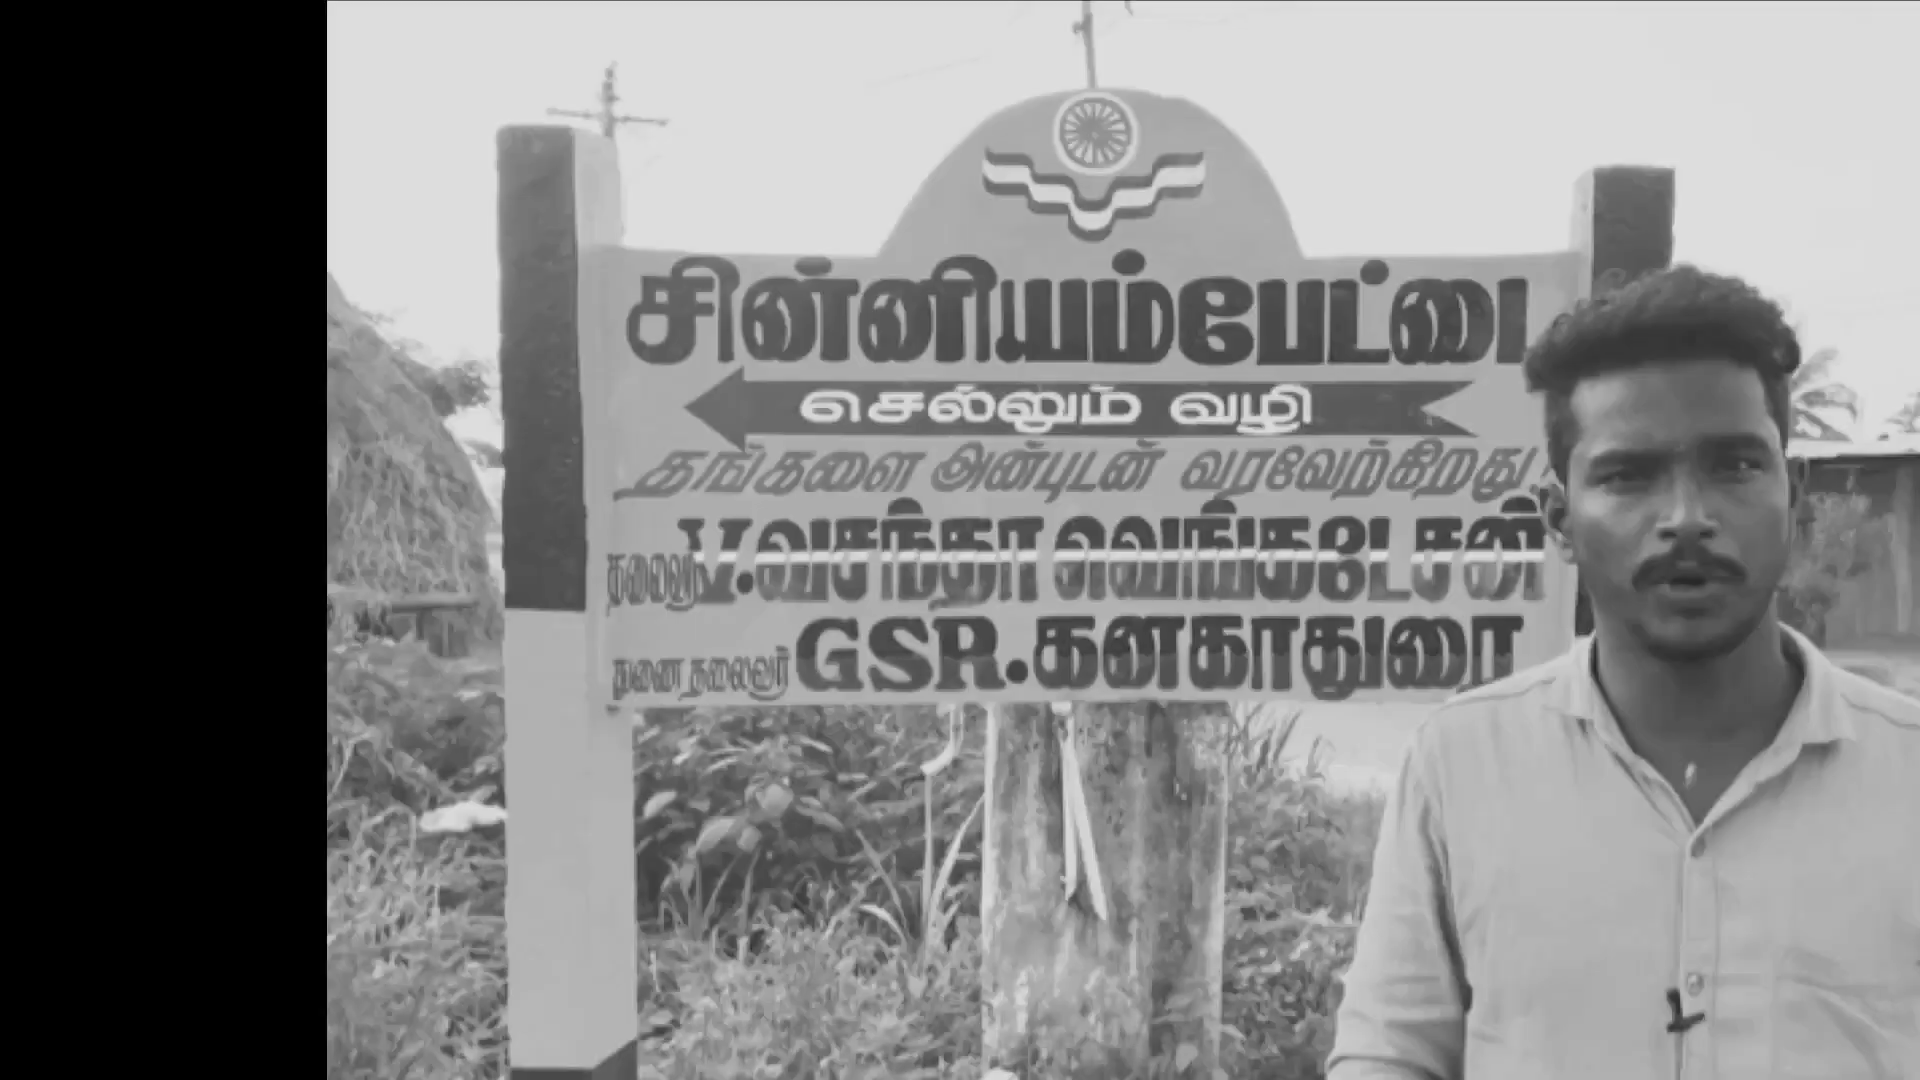 சின்னியம்பேட்டை
செல்லும் வழி
தங்களை அன்புடன் வரவேற்கிறது
தலைவர் V.வசந்தா வெங்கடேசன்
துணை தலைவர் GSR.கனகாதுரை